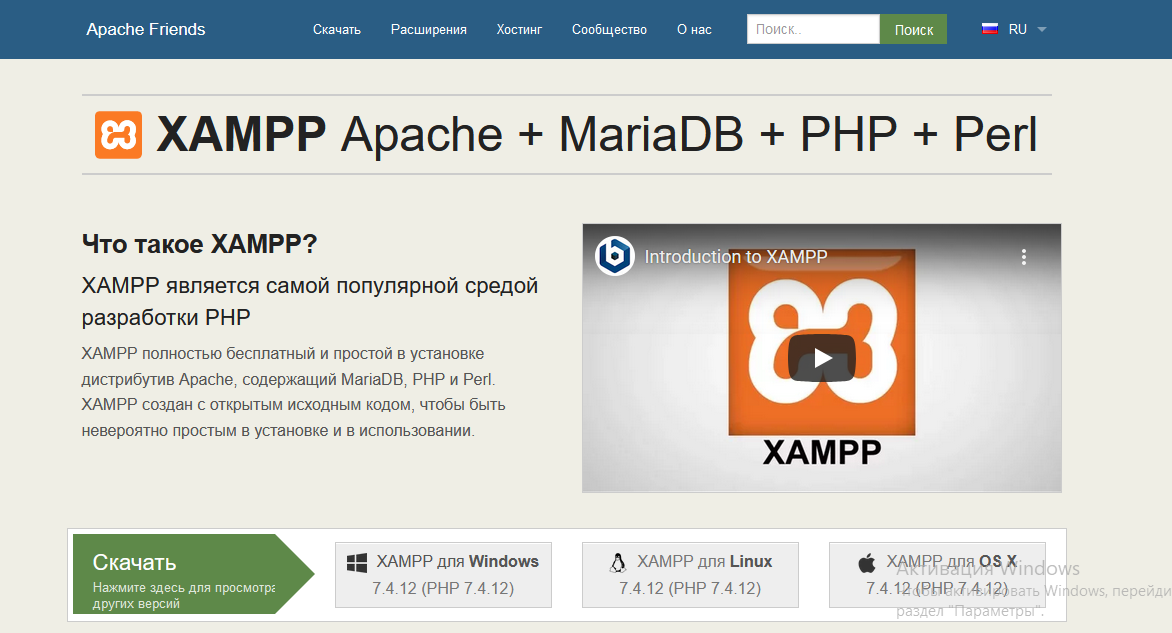 Apache Friends Скачать Расширения Хостинг Сообщество О нас Поиск.. Поиск RU
XAMPP Apache + MariaDB + PHP + Perl
Что такое XAMPP?
XAMPP является самой популярной средой
разработки PHP
XAMPP полностью бесплатный и простой в установке
дистрибутив Apache, содержащий MariaDB, PHP и Perl.
XAMPP создан с открытым исходным кодом, чтобы быть
невероятно простым в установке и в использовании.
Introduction to XAMPP
XAMPP
Скачать
Нажмите здесь для просмотра
других версий
XAMPP для Windows
7.4.12 (PHP 7.4.12)
XAMPP для Linux
7.4.12 (PHP 7.4.12)
XAMPP для OS X
7.4.12 (PHP 7.4.12)
Активация Windows
Чтобы активировать Windows, перейди
раздел "Параметры".